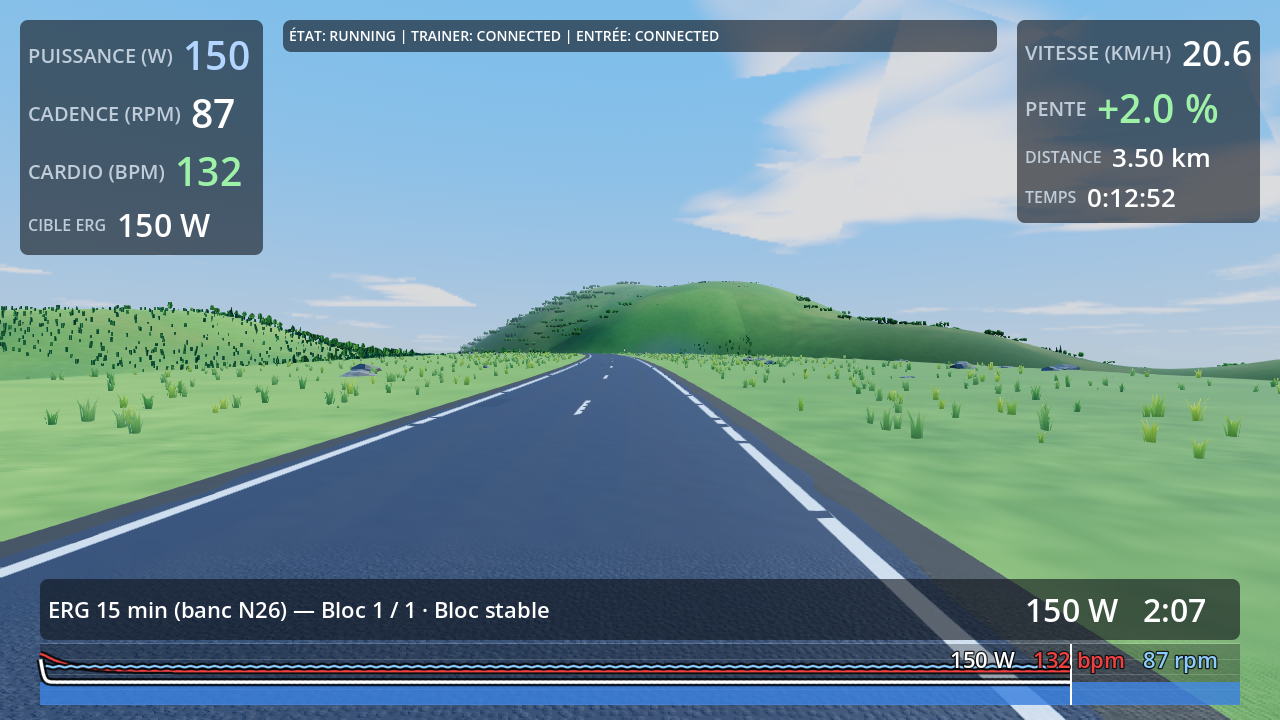 PUISSANCE (W) 150
CADENCE (RPM) 87
CARDIO (BPM) 132
CIBLE ERG 150 W
ÉTAT: RUNNING | TRAINER: CONNECTED | ENTRÉE: CONNECTED
VITESSE (KM/H) 20.6
PENTE +2.0 %
DISTANCE 3.50 km
TEMPS 0:12:52
ERG 15 min (banc N26) — Bloc 1 / 1 · Bloc stable 150 W 2:07
150 W 132 bpm 87 rpm